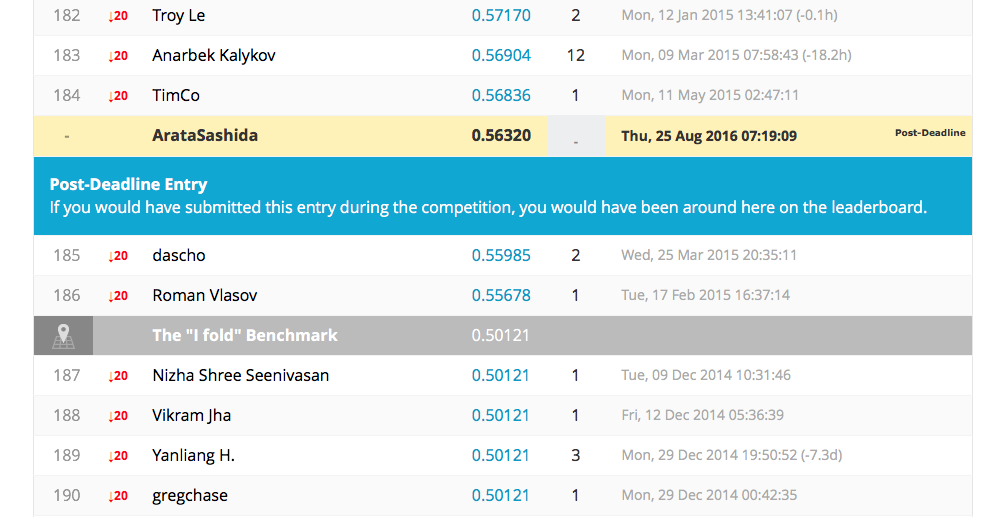 182 ↓20 Troy Le 0.57170 2 Mon, 12 Jan 2015 13:41:07 (-0.1h)
183 ↓20 Anarbek Kalykov 0.56904 12 Mon, 09 Mar 2015 07:58:43 (-18.2h)
184 ↓20 TimCo 0.56836 1 Mon, 11 May 2015 02:47:11
- ArataSashida 0.56320 - Thu, 25 Aug 2016 07:19:09 Post-Deadline
Post-Deadline Entry
If you would have submitted this entry during the competition, you would have been around here on the leaderboard.
185 ↓20 dascho 0.55985 2 Wed, 25 Mar 2015 20:35:11
186 ↓20 Roman Vlasov 0.55678 1 Tue, 17 Feb 2015 16:37:14
The "I fold" Benchmark 0.50121
187 ↓20 Nizha Shree Seenivasan 0.50121 1 Tue, 09 Dec 2014 10:31:46
188 ↓20 Vikram Jha 0.50121 1 Fri, 12 Dec 2014 05:36:39
189 ↓20 Yanliang H. 0.50121 3 Mon, 29 Dec 2014 19:50:52 (-7.3d)
190 ↓20 gregchase 0.50121 1 Mon, 29 Dec 2014 00:42:35